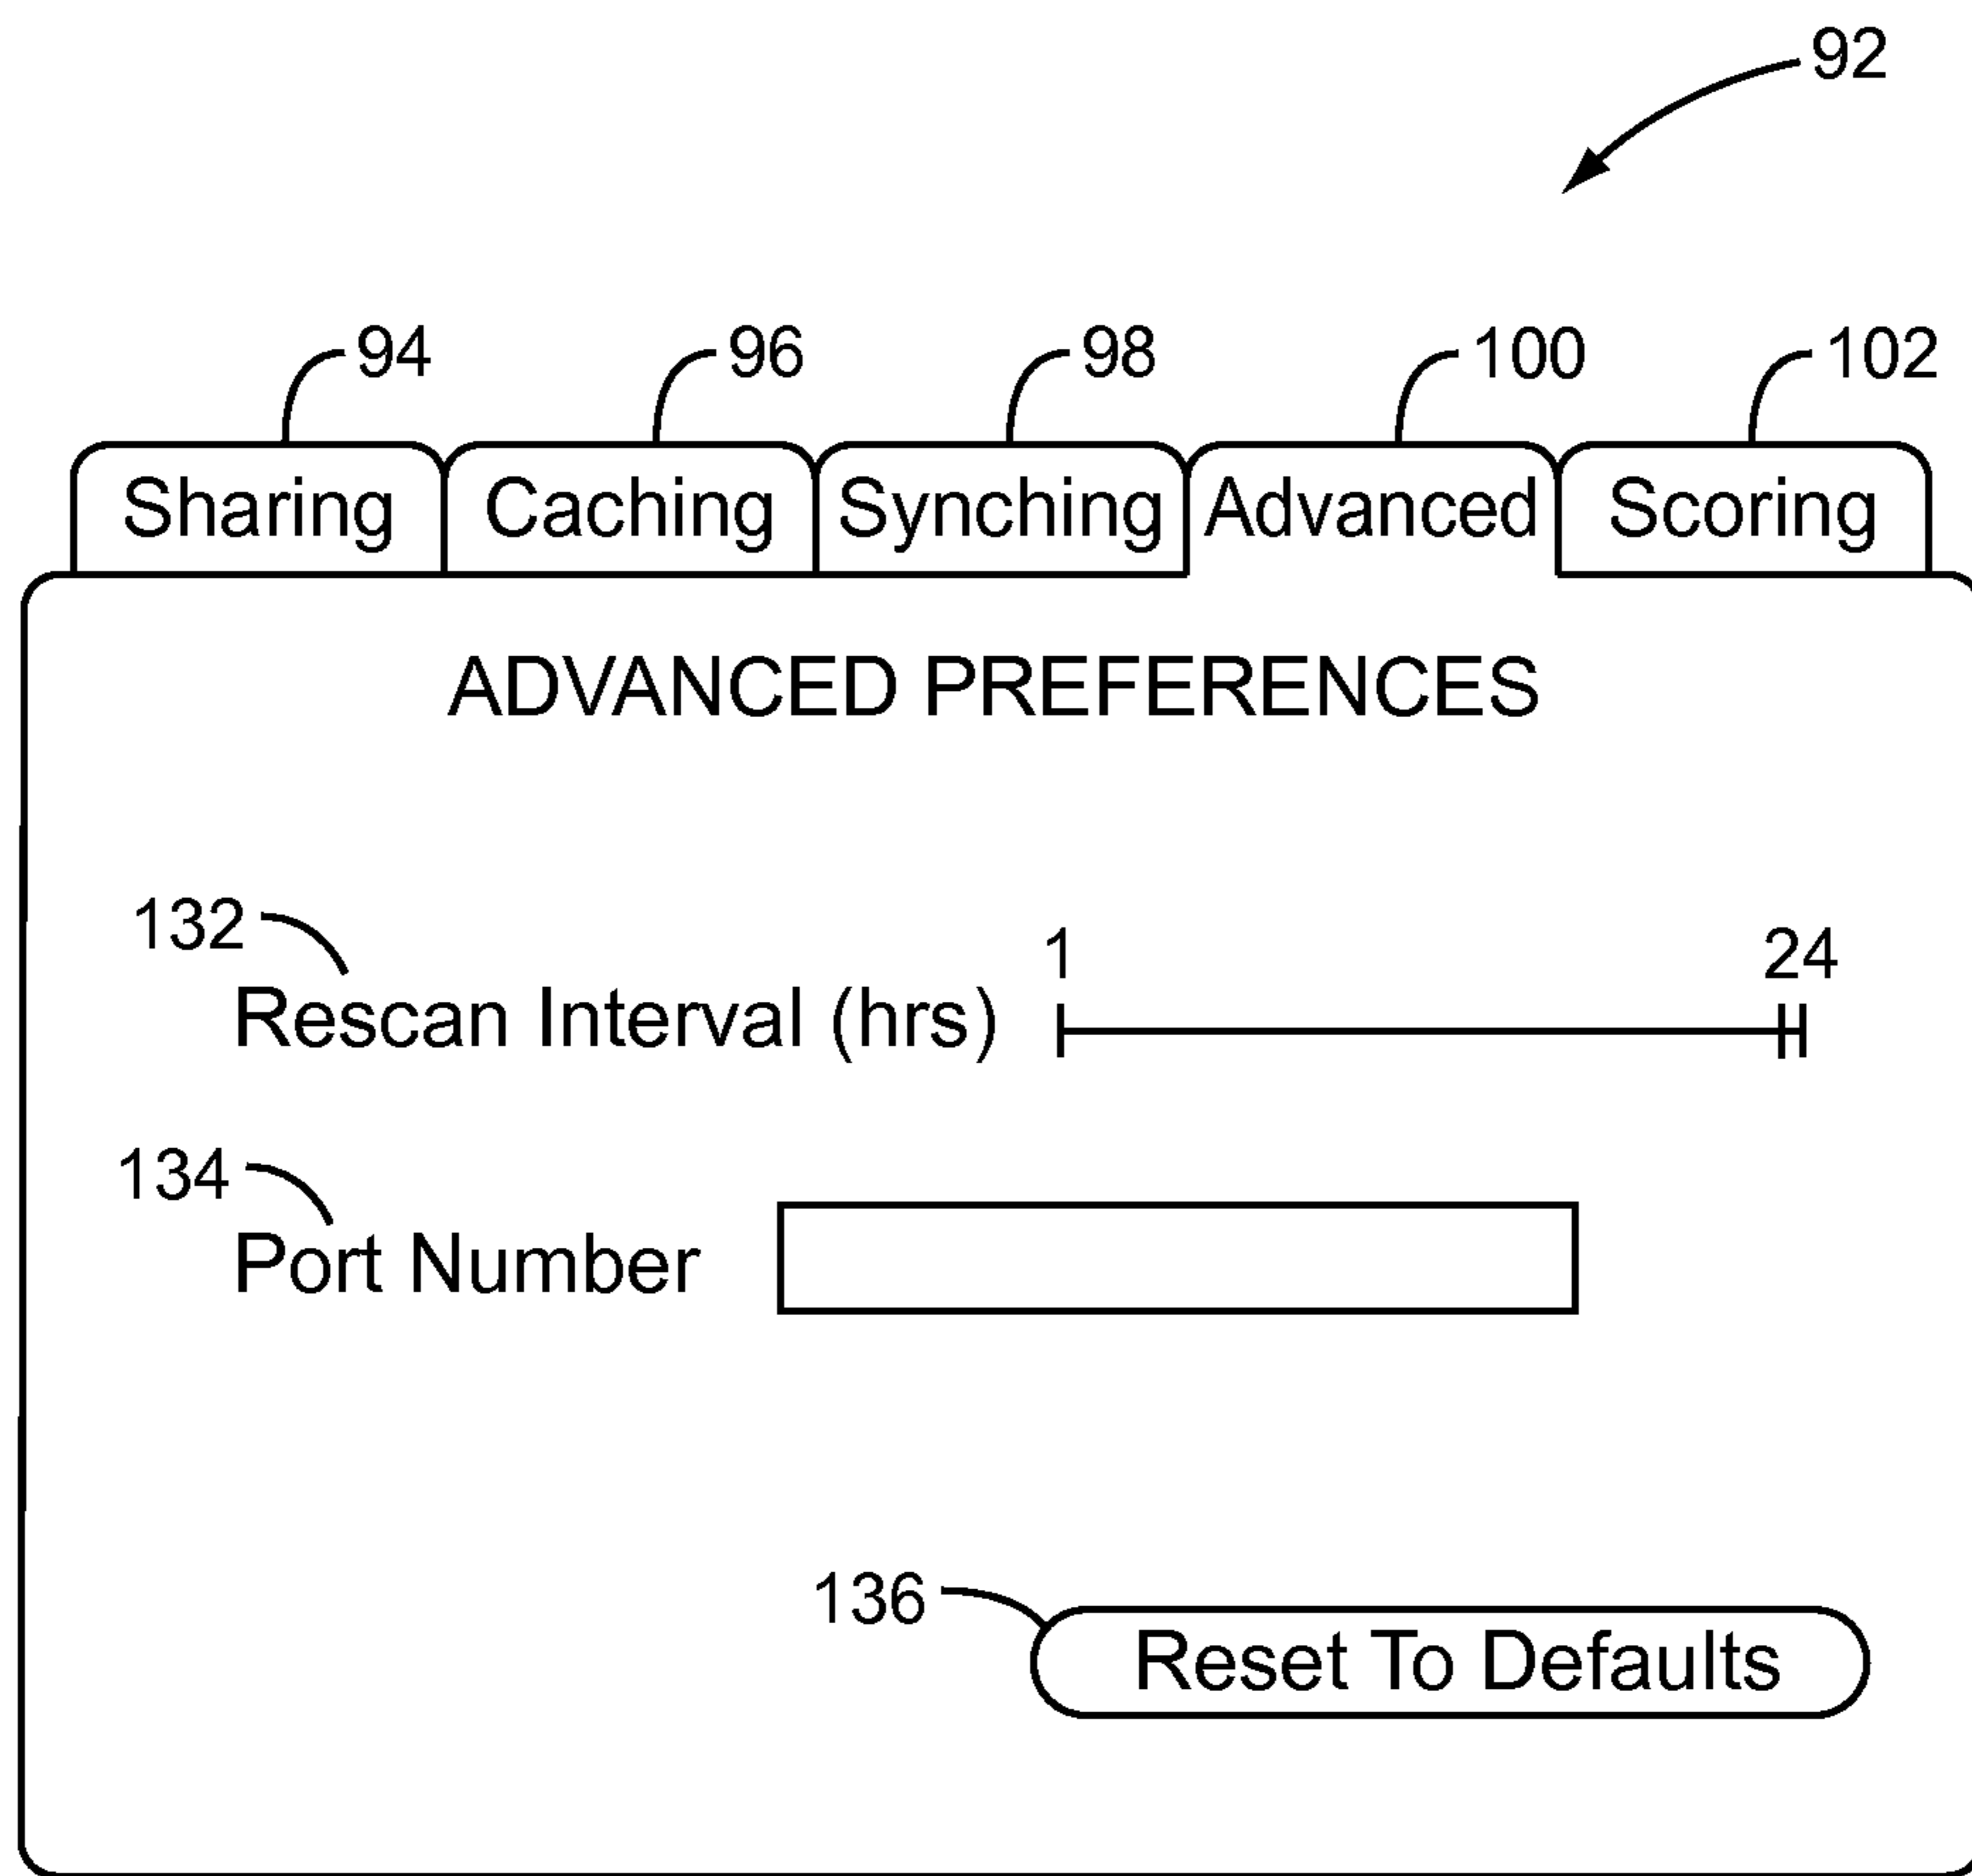 92
94 96 98 100 102
Sharing Caching Synching Advanced Scoring
ADVANCED PREFERENCES
132
1 24
Rescan Interval (hrs)
134
Port Number
136
Reset To Defaults